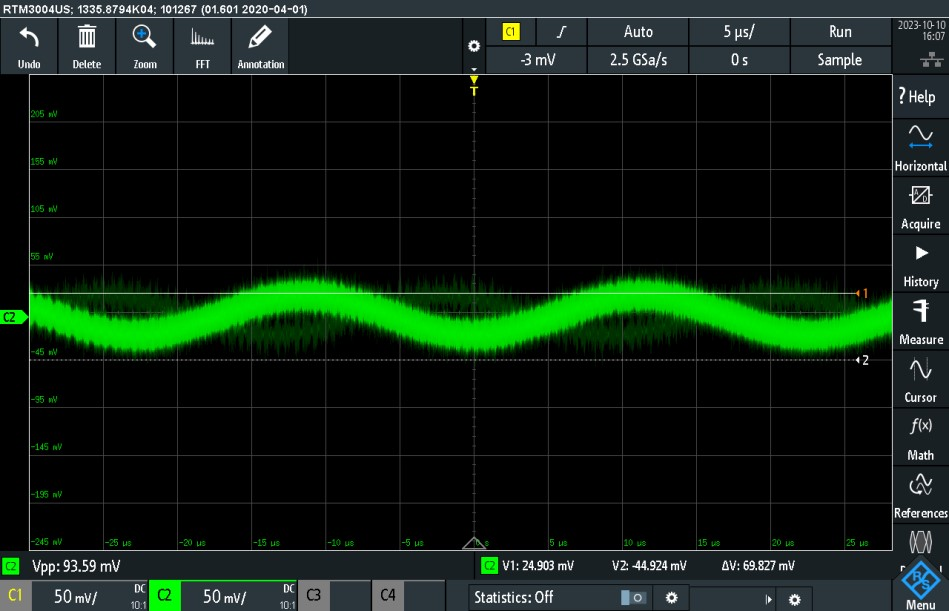 RTM3004US; 1335.8794K04; 101267 (01.601 2020-04-01)
Undo Delete Zoom FFT Annotation
C1 Auto 5 µs/ Run
-3 mV 2.5 GSa/s 0 s Sample
2023-10-10
16:07
T
205 mV
155 mV
105 mV
55 mV
C2
-45 mV
-95 mV
-145 mV
-195 mV
-245 mV
-25 µs -20 µs -15 µs -10 µs -5 µs 0 s 5 µs 10 µs 15 µs 20 µs 25 µs
1
2
? Help
Horizontal
A D
Acquire
History
Measure
Cursor
f(x)
Math
References
R S
Menu
C2 Vpp: 93.59 mV
C2 V1: 24.903 mV V2: -44.924 mV ΔV: 69.827 mV
C1 50 mV/ DC 10:1
C2 50 mV/ DC 10:1
C3
C4
Statistics: Off